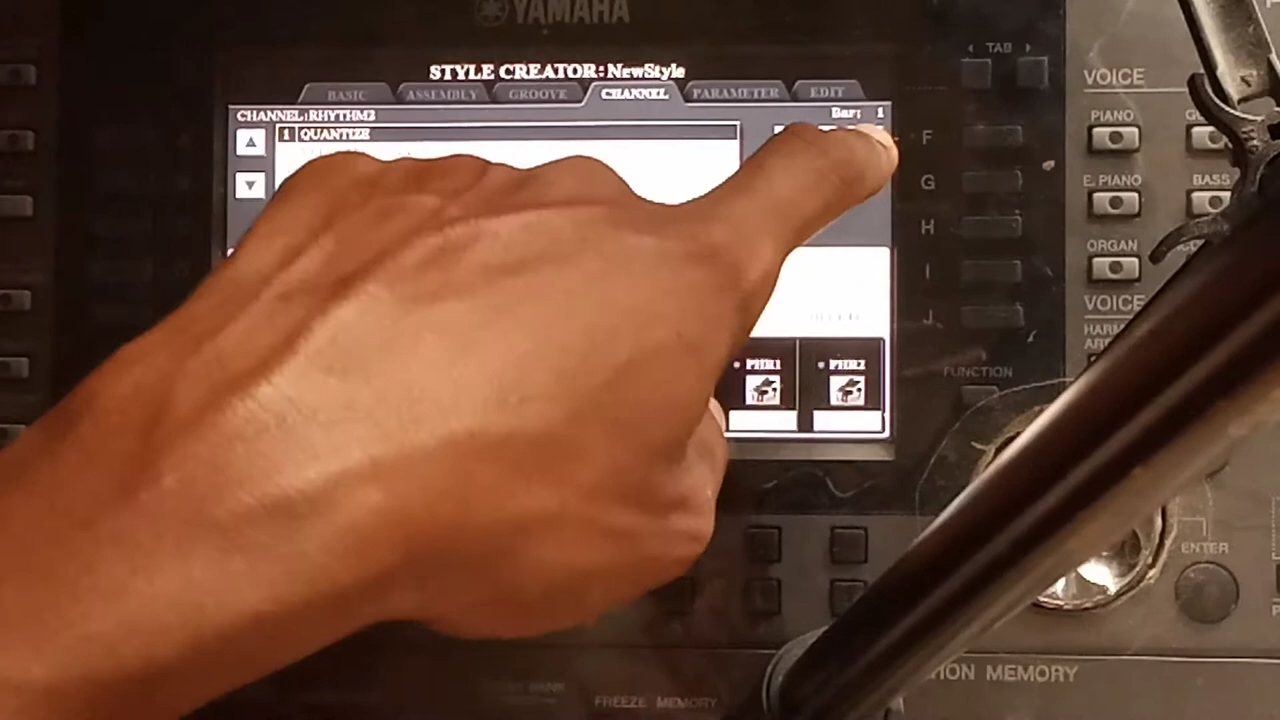 YAMAHA
STYLE CREATOR:NewStyle
BASIC ASSEMBLY GROOVE CHANNEL PARAMETER EDIT
CHANNEL:RHYTHM2
Bar: 1
1 QUANTIZE
PHR1 PHR2
TAB
F
G
H
I
J
FUNCTION
VOICE
PIANO
E. PIANO
BASS
ORGAN
VOICE
ENTER
ION MEMORY
FREEZE MEMORY